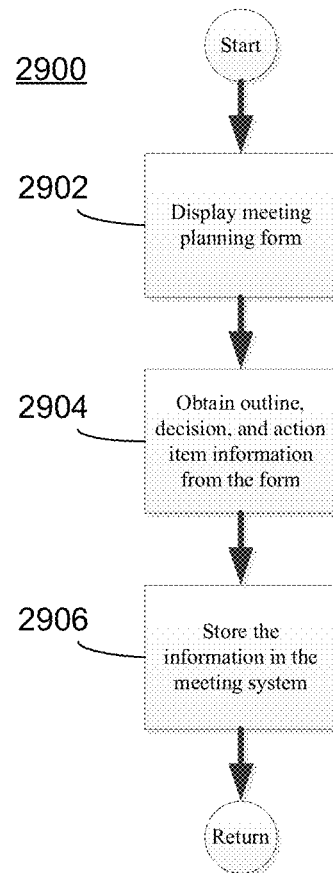 Start
2900
2902
Display meeting
planning form
2904
Obtain outline,
decision, and action
item information
from the form
2906
Store the
information in the
meeting system
Return